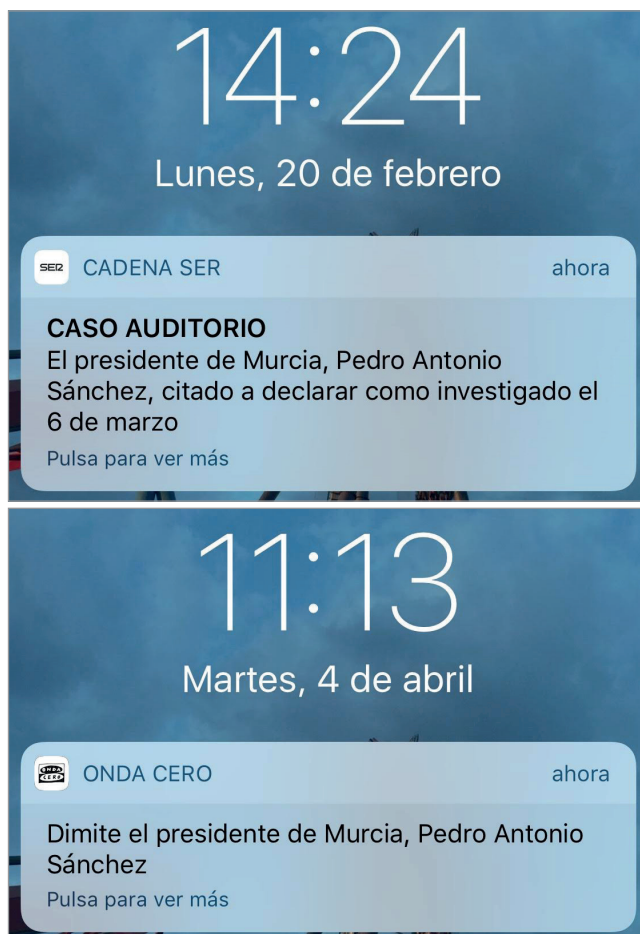 14:24
Lunes, 20 de febrero
SER CADENA SER ahora
CASO AUDITORIO
El presidente de Murcia, Pedro Antonio
Sánchez, citado a declarar como investigado el
6 de marzo
Pulsa para ver más
11:13
Martes, 4 de abril
ONDA CERO ONDA CERO ahora
Dimite el presidente de Murcia, Pedro Antonio
Sánchez
Pulsa para ver más